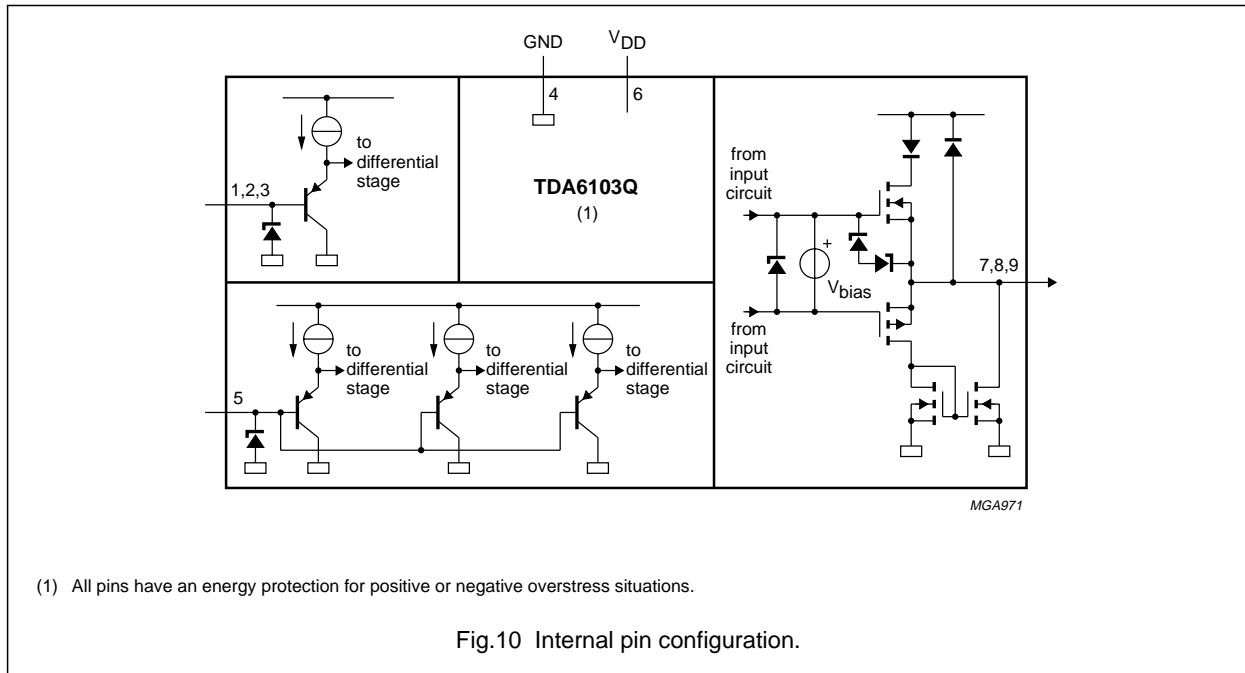 GND
VDD
4
6
to
differential
stage
1,2,3
TDA6103Q
(1)
from
input
circuit
+
Vbias
7,8,9
from
input
circuit
to
differential
stage
to
differential
stage
to
differential
stage
5
MGA971
(1) All pins have an energy protection for positive or negative overstress situations.
Fig.10 Internal pin configuration.